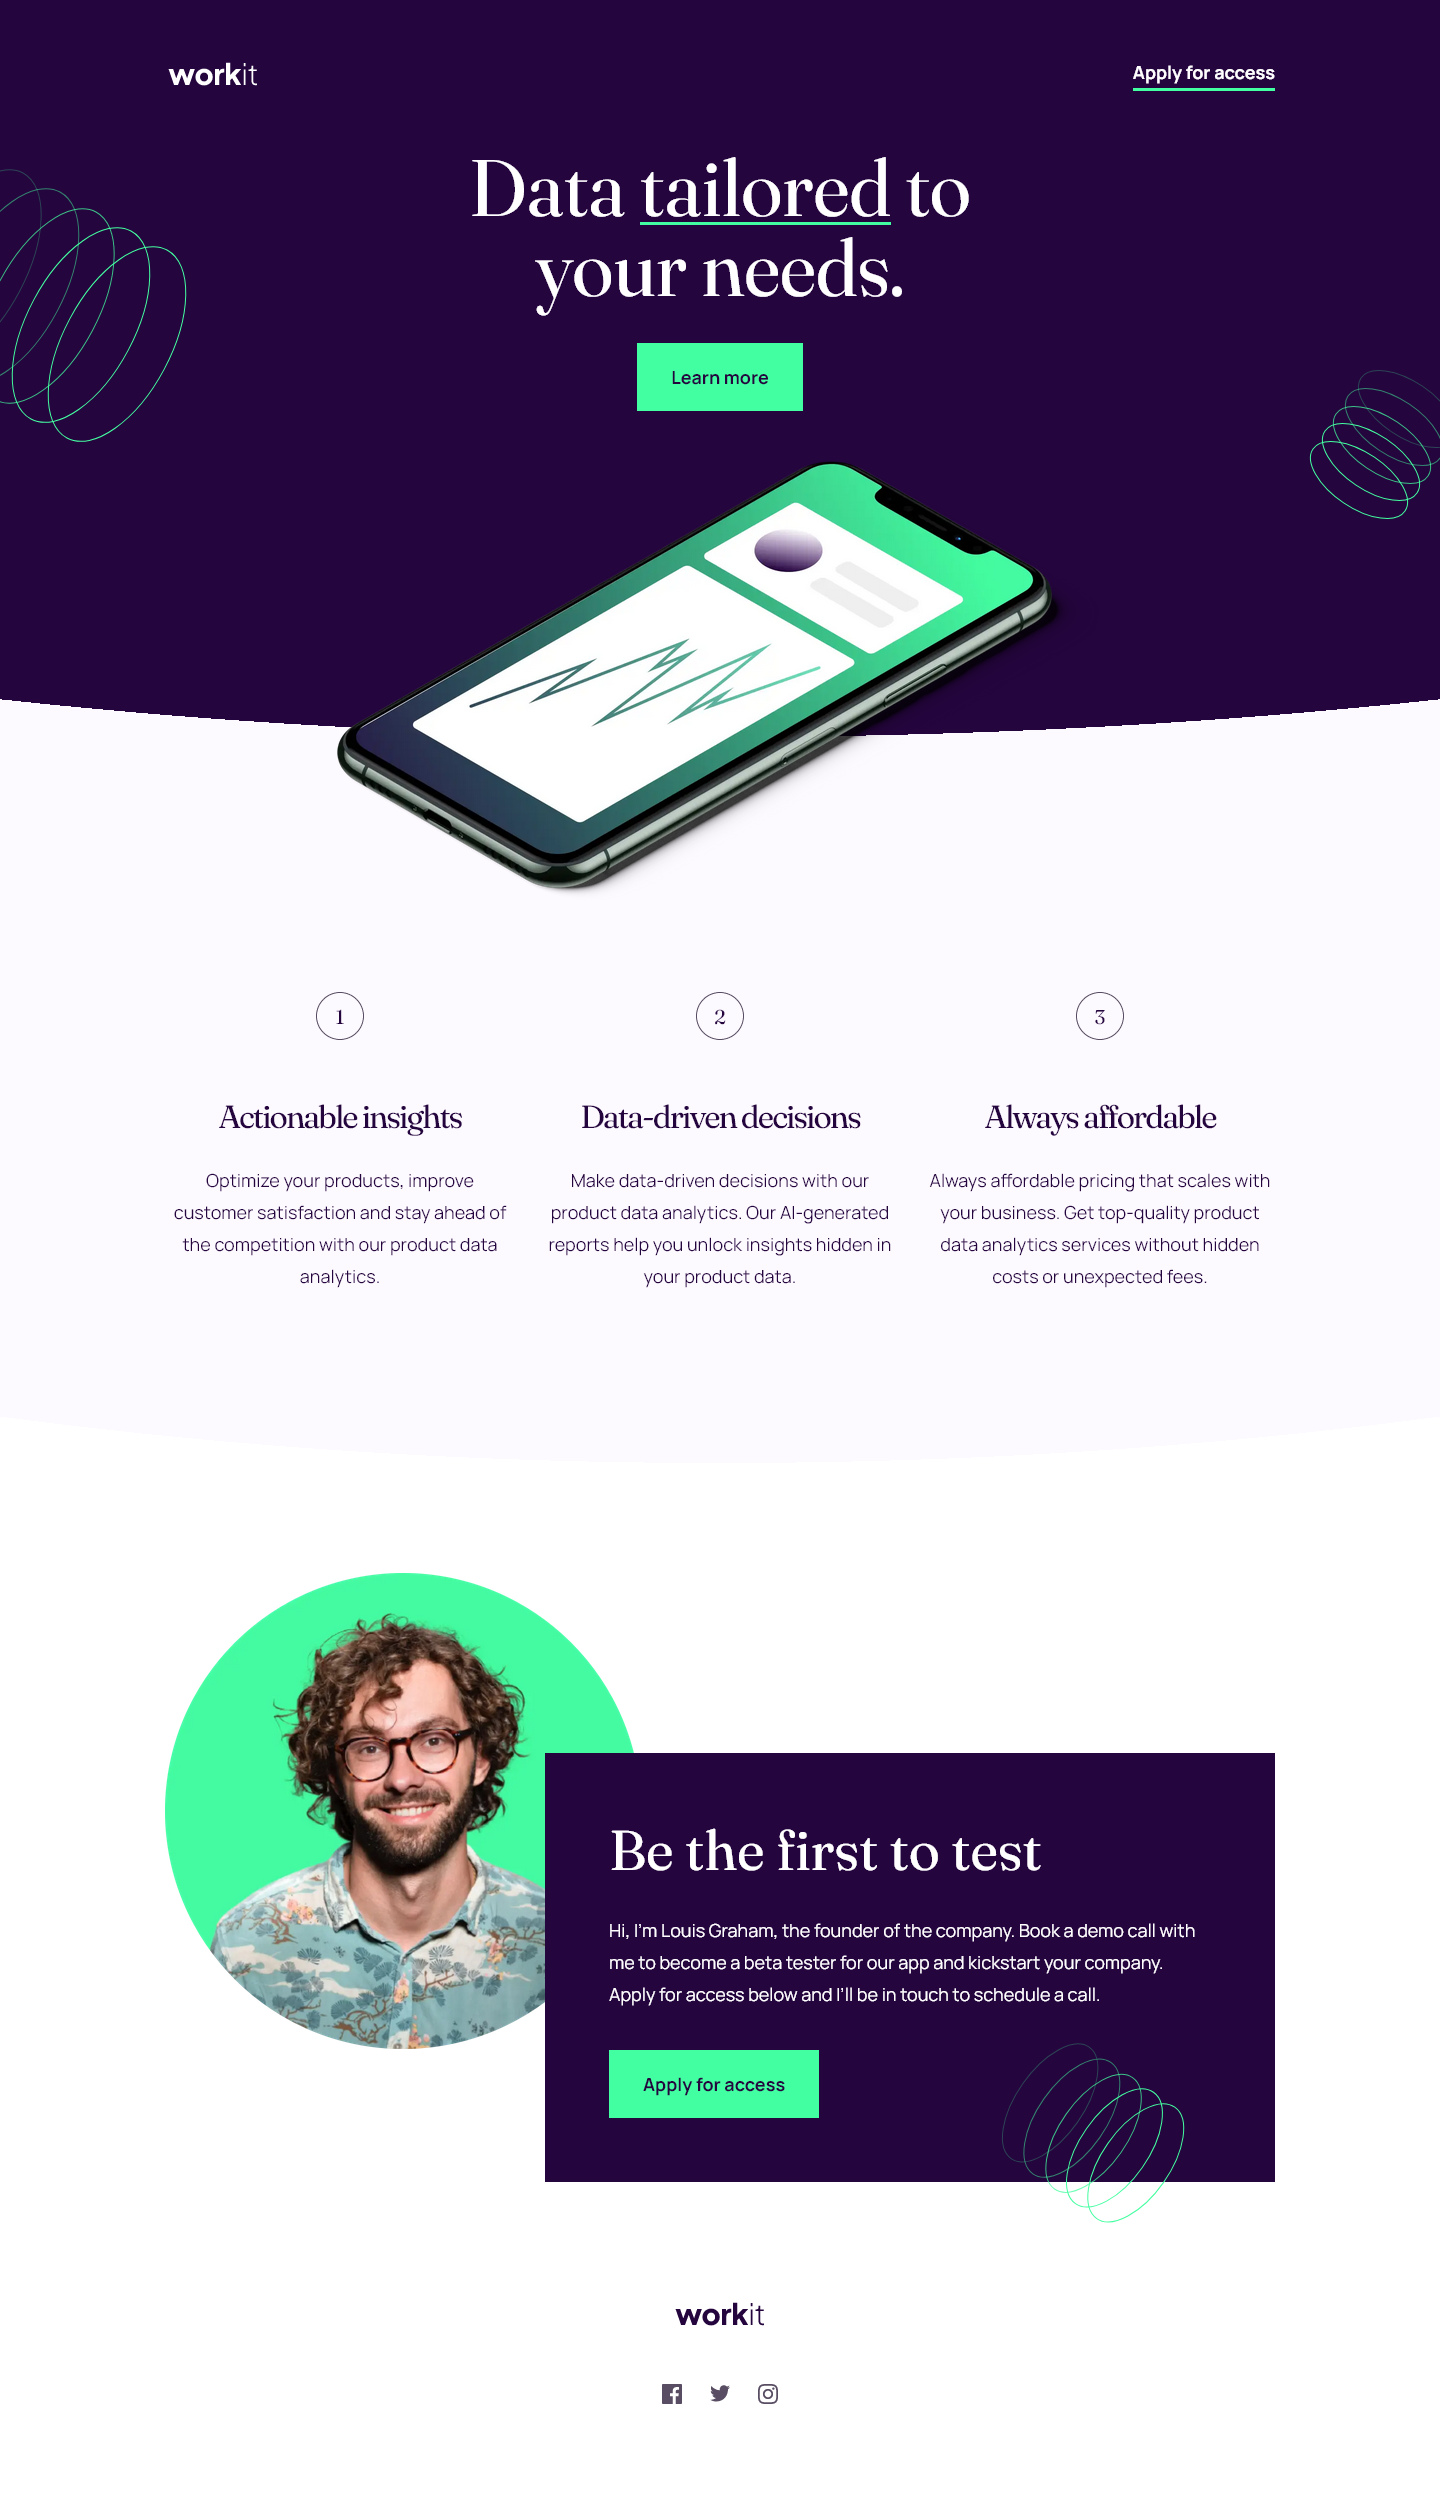 workit
Apply for access
Data tailored to
your needs.
Learn more
1
Actionable insights
Optimize your products, improve
customer satisfaction and stay ahead of
the competition with our product data
analytics.
2
Data-driven decisions
Make data-driven decisions with our
product data analytics. Our AI-generated
reports help you unlock insights hidden in
your product data.
3
Always affordable
Always affordable pricing that scales with
your business. Get top-quality product
data analytics services without hidden
costs or unexpected fees.
Be the first to test
Hi, I'm Louis Graham, the founder of the company. Book a demo call with
me to become a beta tester for our app and kickstart your company.
Apply for access below and I'll be in touch to schedule a call.
Apply for access
workit